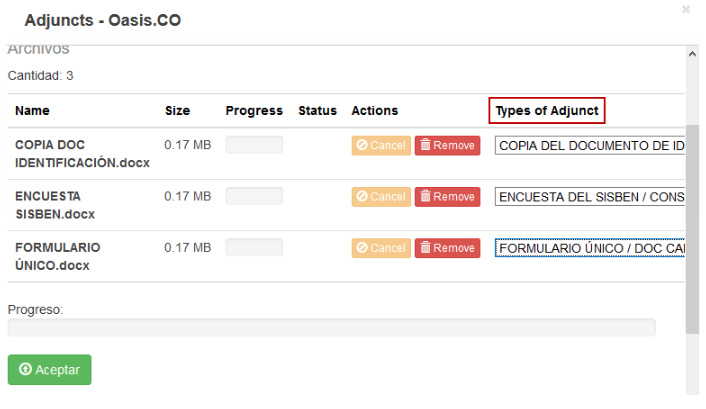 Adjuncts - Oasis.CO
Archivos
Cantidad: 3
Name Size Progress Status Actions Types of Adjunct
COPIA DOC 0.17 MB Cancel Remove COPIA DEL DOCUMENTO DE ID
IDENTIFICACIÓN.docx
ENCUESTA 0.17 MB Cancel Remove ENCUESTA DEL SISBEN / CONS
SISBEN.docx
FORMULARIO 0.17 MB Cancel Remove FORMULARIO ÚNICO / DOC CA
ÚNICO.docx
Progreso:
Aceptar